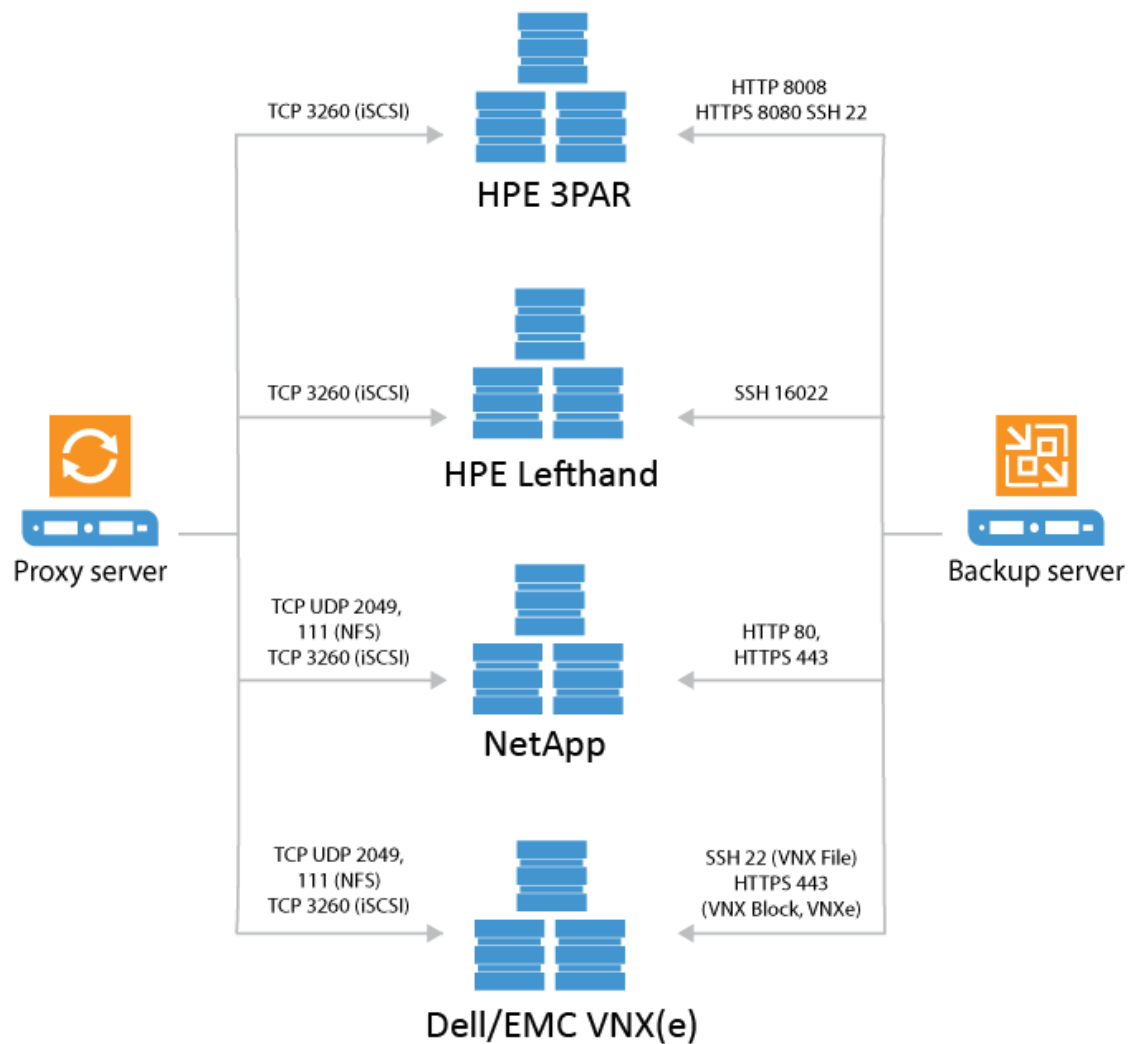 TCP 3260 (iSCSI)
HTTP 8008
HTTPS 8080 SSH 22
HPE 3PAR
TCP 3260 (iSCSI)
SSH 16022
HPE Lefthand
Proxy server
Backup server
TCP UDP 2049,
111 (NFS)
TCP 3260 (iSCSI)
HTTP 80,
HTTPS 443
NetApp
TCP UDP 2049,
111 (NFS)
TCP 3260 (iSCSI)
SSH 22 (VNX File)
HTTPS 443
(VNX Block, VNXe)
Dell/EMC VNX(e)